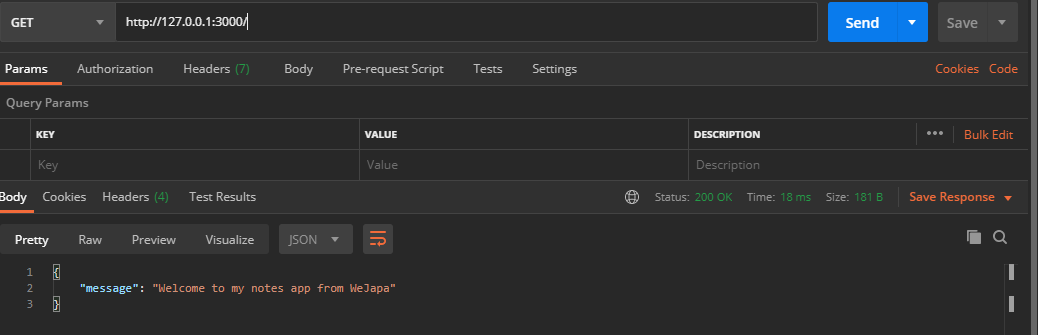 GET http://127.0.0.1:3000/ Send Save
Params Authorization Headers (7) Body Pre-request Script Tests Settings Cookies Code
Query Params
KEY VALUE DESCRIPTION ••• Bulk Edit
Key Value Description
Body Cookies Headers (4) Test Results Status: 200 OK Time: 18 ms Size: 181 B Save Response
Pretty Raw Preview Visualize JSON
1 {
2 "message": "Welcome to my notes app from WeJapa"
3 }